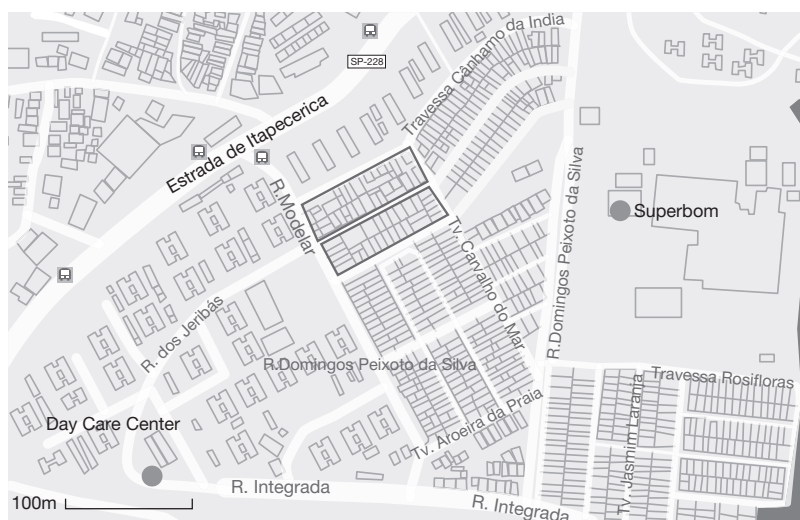 SP-228
Travessa Cânhamo da India
Estrada de Itapecerica
R.Modelar
Superbom
Tv. Carvalho do Mar
R.Domingos Peixoto da Silva
R. dos Jeribás
R.Domingos Peixoto da Silva
Travessa Rosifloras
Tv. Jasmim Laranja
Tv. Aroeira da Praia
Day Care Center
R. Integrada
R. Integrada
100m